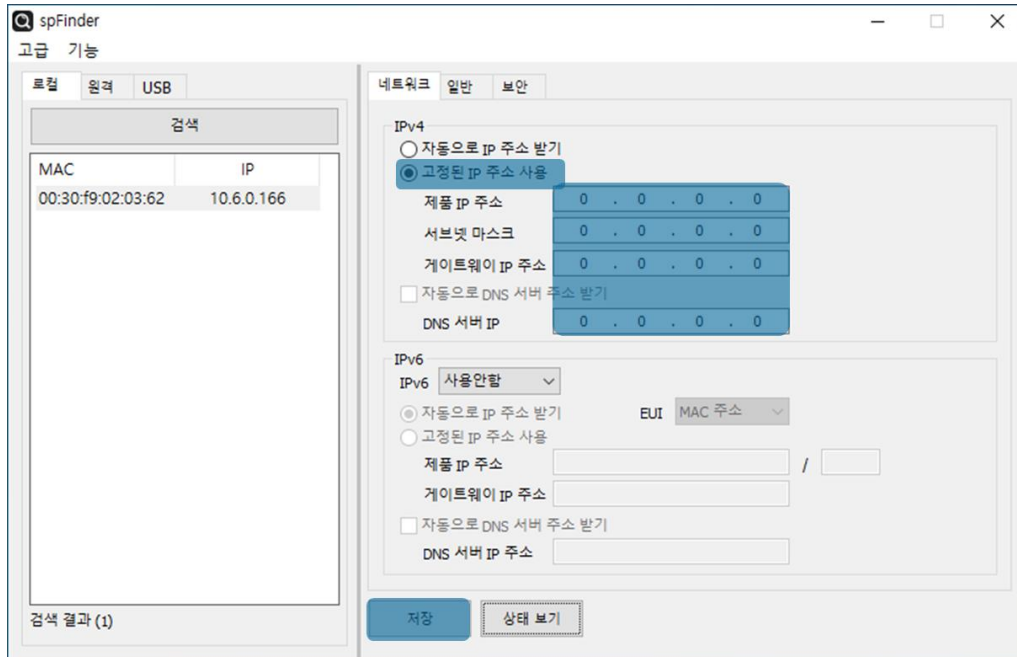 spFinder
고급 기능
로컬 원격 USB
검색
MAC IP
00:30:f9:02:03:62 10.6.0.166
검색 결과 (1)
네트워크 일반 보안
IPv4
자동으로 IP 주소 받기
고정된 IP 주소 사용
제품 IP 주소 0 . 0 . 0 . 0
서브넷 마스크 0 . 0 . 0 . 0
게이트웨이 IP 주소 0 . 0 . 0 . 0
자동으로 DNS 서버 주소 받기
DNS 서버 IP 0 . 0 . 0 . 0
IPv6
IPv6 사용안함
자동으로 IP 주소 받기 EUI MAC 주소
고정된 IP 주소 사용
제품 IP 주소 /
게이트웨이 IP 주소
자동으로 DNS 서버 주소 받기
DNS 서버 IP 주소
저장 상태 보기